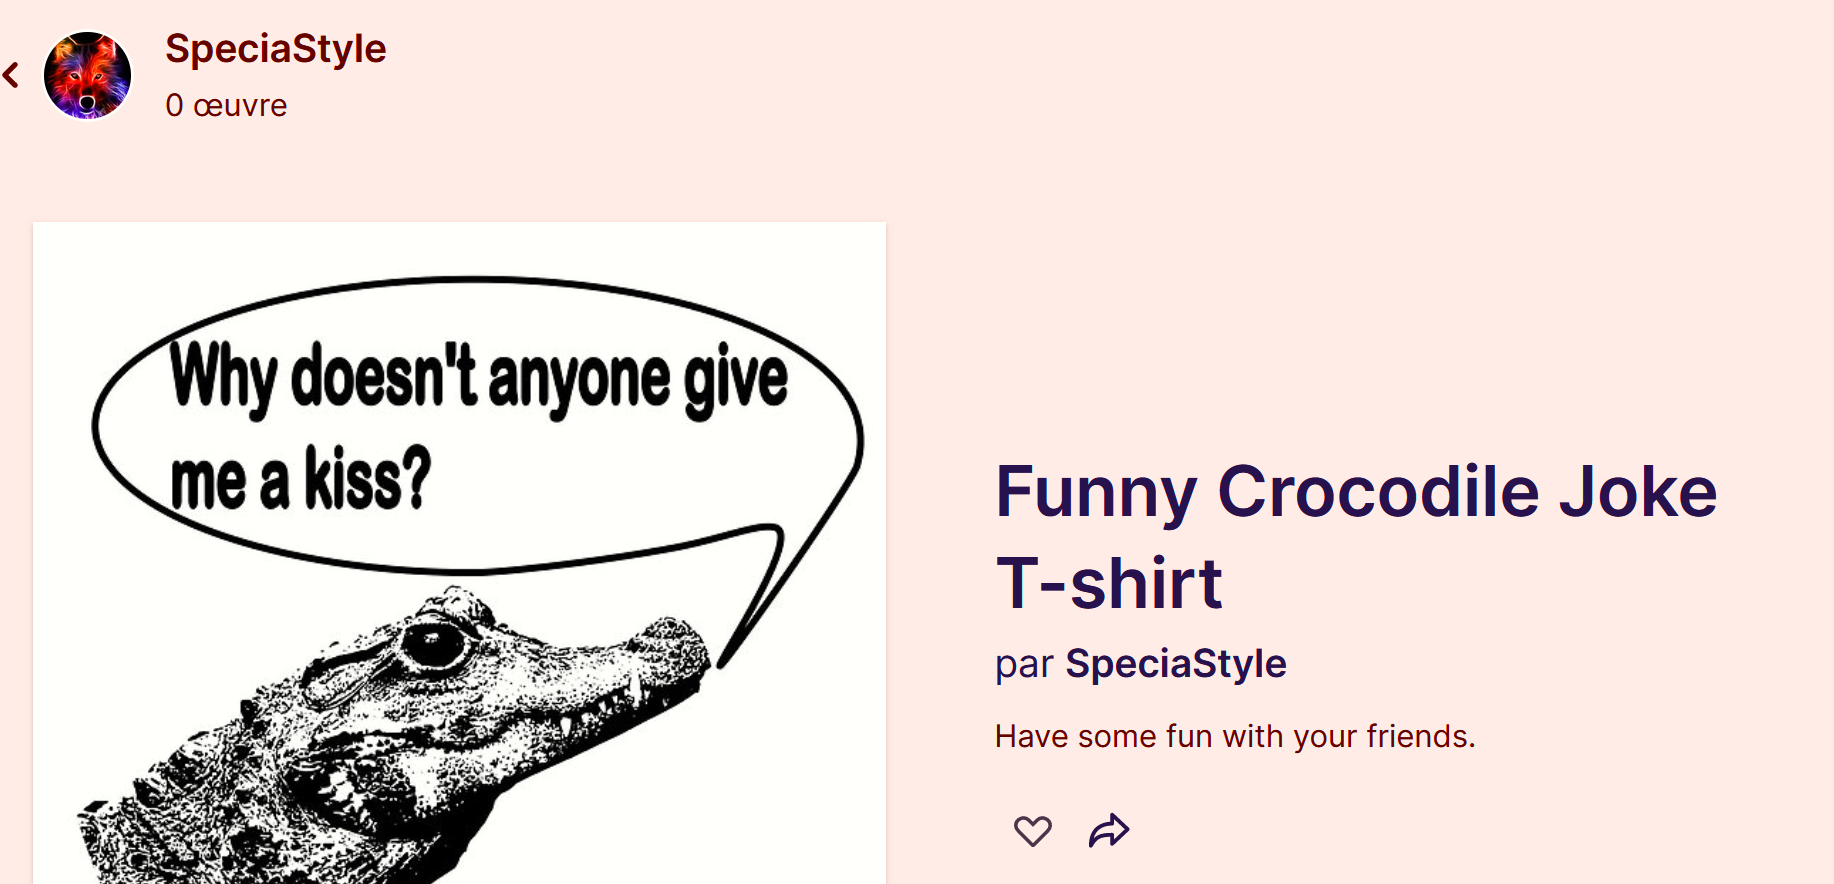 SpeciaStyle
0 œuvre
Why doesn't anyone give
me a kiss?
Funny Crocodile Joke
T-shirt
par SpeciaStyle
Have some fun with your friends.